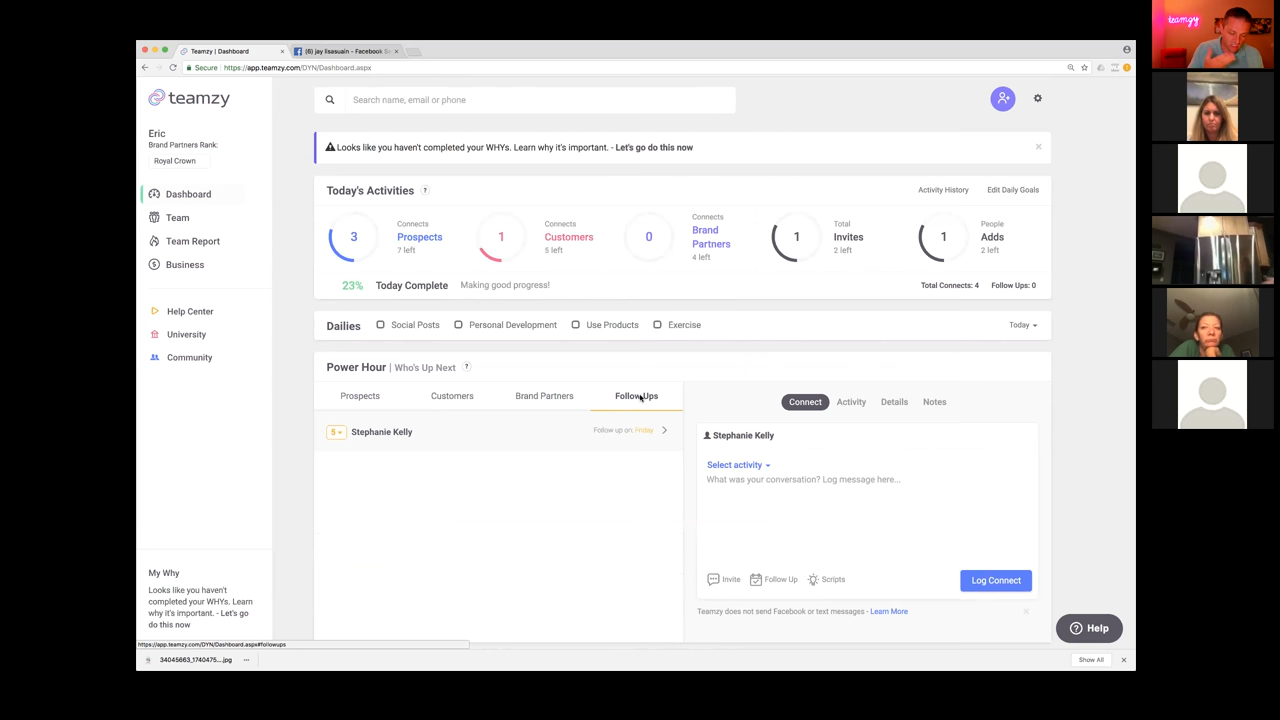 Teamzy | Dashboard
(6) jay lisasuain - Facebook S
Secure
https://app.teamzy.com/DYN/Dashboard.aspx
teamzy
Search name, email or phone
Eric
Brand Partners Rank:
Royal Crown
Looks like you haven't completed your WHYs. Learn why it's important. - Let's go do this now
Dashboard
Team
Team Report
Business
Help Center
University
Community
Today's Activities
?
Activity History
Edit Daily Goals
3
Connects
Prospects
7 left
1
Connects
Customers
5 left
0
Connects
Brand
Partners
4 left
1
Total
Invites
2 left
1
People
Adds
2 left
23%
Today Complete
Making good progress!
Total Connects: 4
Follow Ups: 0
Dailies
Social Posts
Personal Development
Use Products
Exercise
Today
Power Hour | Who's Up Next
?
Prospects
Customers
Brand Partners
Follow Ups
5
Stephanie Kelly
Follow up on: Friday
Connect
Activity
Details
Notes
Stephanie Kelly
Select activity
What was your conversation? Log message here...
Invite
Follow Up
Scripts
Log Connect
Teamzy does not send Facebook or text messages - Learn More
My Why
Looks like you haven't
completed your WHYs. Learn
why it's important. - Let's go
do this now
Help
https://app.teamzy.com/DYN/Dashboard.aspx#followups
34045663_1740475....jpg
Show All
teamzy